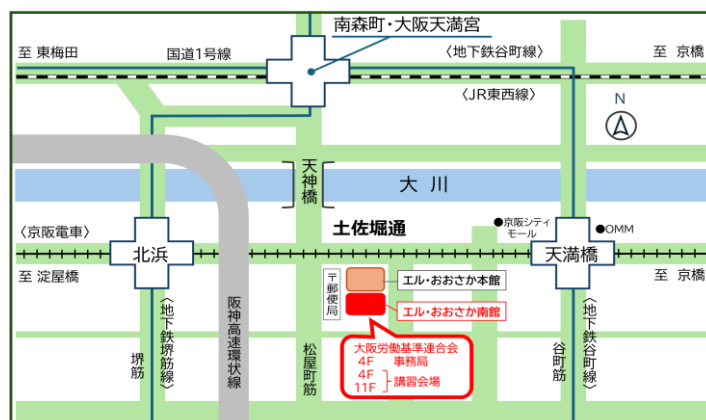 南森町・大阪天満宮
至 東梅田
国道1号線
〈地下鉄谷町線〉
至 京橋
〈JR東西線〉
N
天神橋
大川
〈京阪電車〉
土佐堀通
●京阪シティ
モール
●OMM
北浜
天満橋
至 淀屋橋
至 京橋
〒郵便局
エル・おおさか本館
エル・おおさか南館
大阪労働基準連合会
4F 事務局
4F
11F
講習会場
堺筋
〈地下鉄堺筋線〉
阪神高速環状線
松屋町筋
谷町筋
〈地下鉄谷町線〉